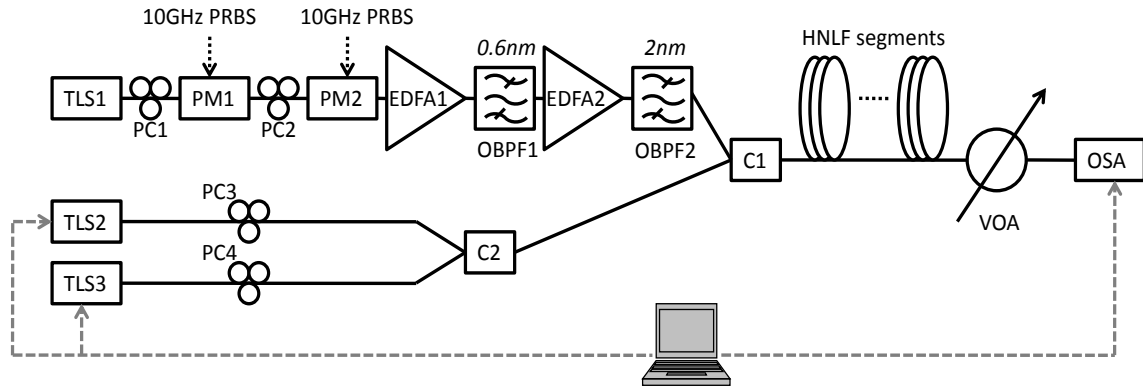 10GHz PRBS
10GHz PRBS
TLS1
PC1
PM1
PC2
PM2
EDFA1
0.6nm
OBPF1
EDFA2
2nm
OBPF2
C1
HNLF segments
VOA
OSA
TLS2
PC3
TLS3
PC4
C2